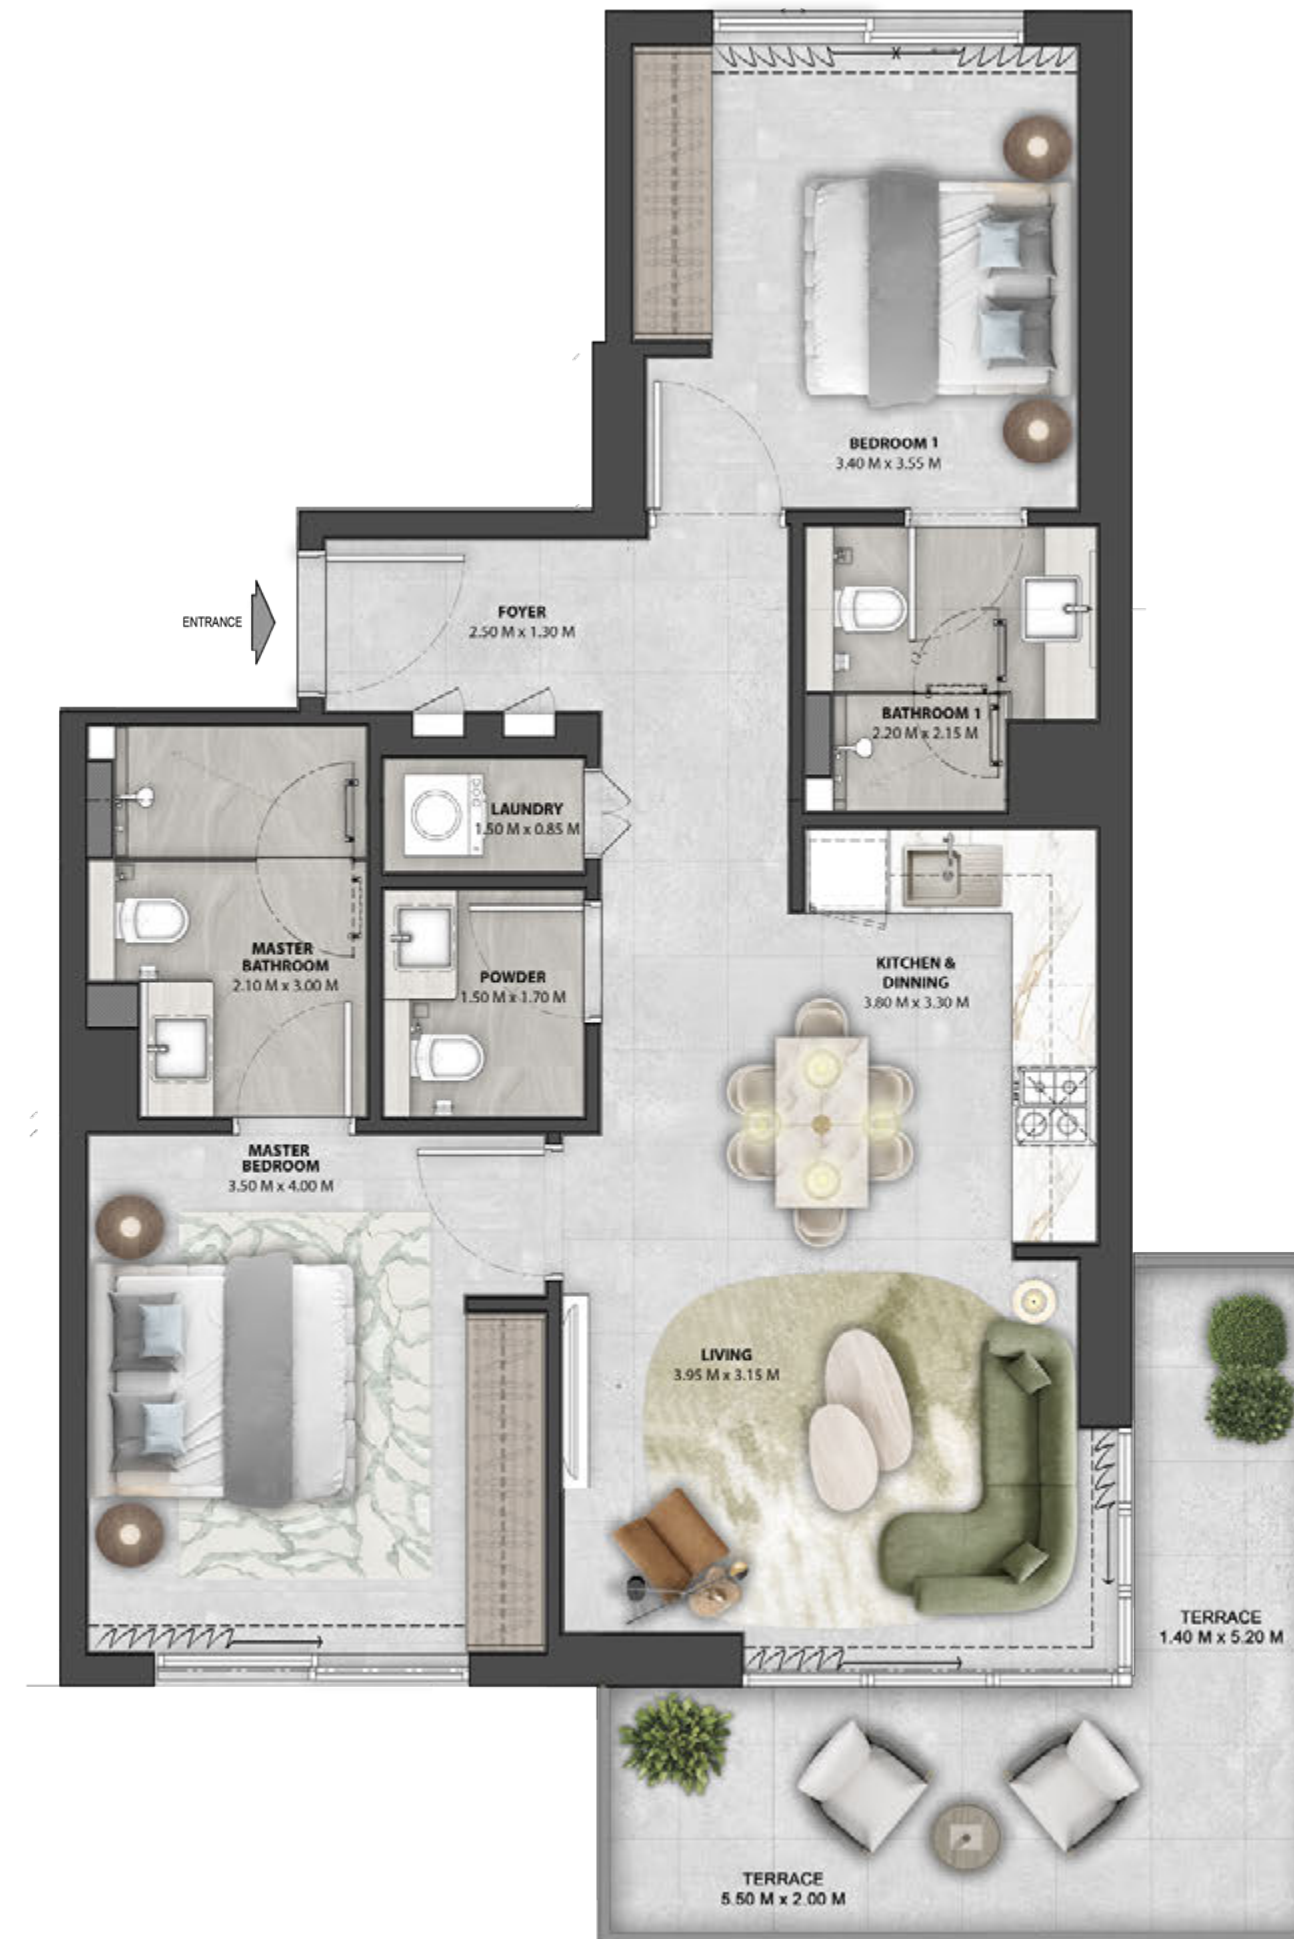 BEDROOM 1
3.40 M x 3.55 M
ENTRANCE
FOYER
2.50 M x 1.30 M
BATHROOM 1
2.20 M x 2.15 M
LAUNDRY
1.50 M x 0.85 M
MASTER
BATHROOM
2.10 M x 3.00 M
POWDER
1.50 M x 1.70 M
KITCHEN &
DINNING
3.80 M x 3.30 M
MASTER
BEDROOM
3.50 M x 4.00 M
LIVING
3.95 M x 3.15 M
TERRACE
1.40 M x 5.20 M
TERRACE
5.50 M x 2.00 M